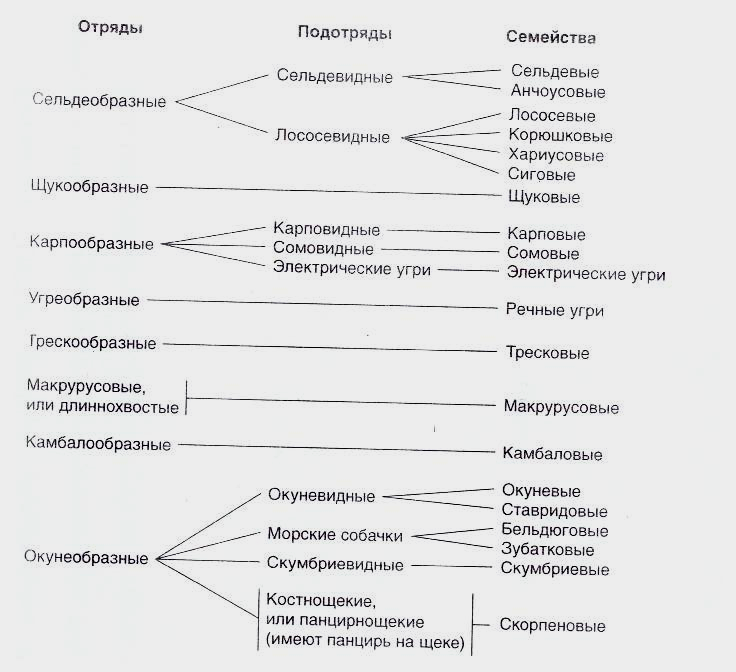 Отряды Подотряды Семейства
Сельдеобразные
Сельдевидные
Сельдевые
Анчоусовые
Лососевидные
Лососевые
Корюшковые
Хариусовые
Сиговые
Щукообразные
Щуковые
Карпообразные
Карповидные
Карповые
Сомовидные
Сомовые
Электрические угри
Электрические угри
Угреобразные
Речные угри
Трескообразные
Тресковые
Макрурусовые,
или длиннохвостые
Макрурусовые
Камбалообразные
Камбаловые
Окунеобразные
Окуневидные
Окуневые
Ставридовые
Морские собачки
Бельдюговые
Зубатковые
Скумбриевидные
Скумбриевые
Костнощекие,
или панцирнощекие
(имеют панцирь на щеке)
Скорпеновые